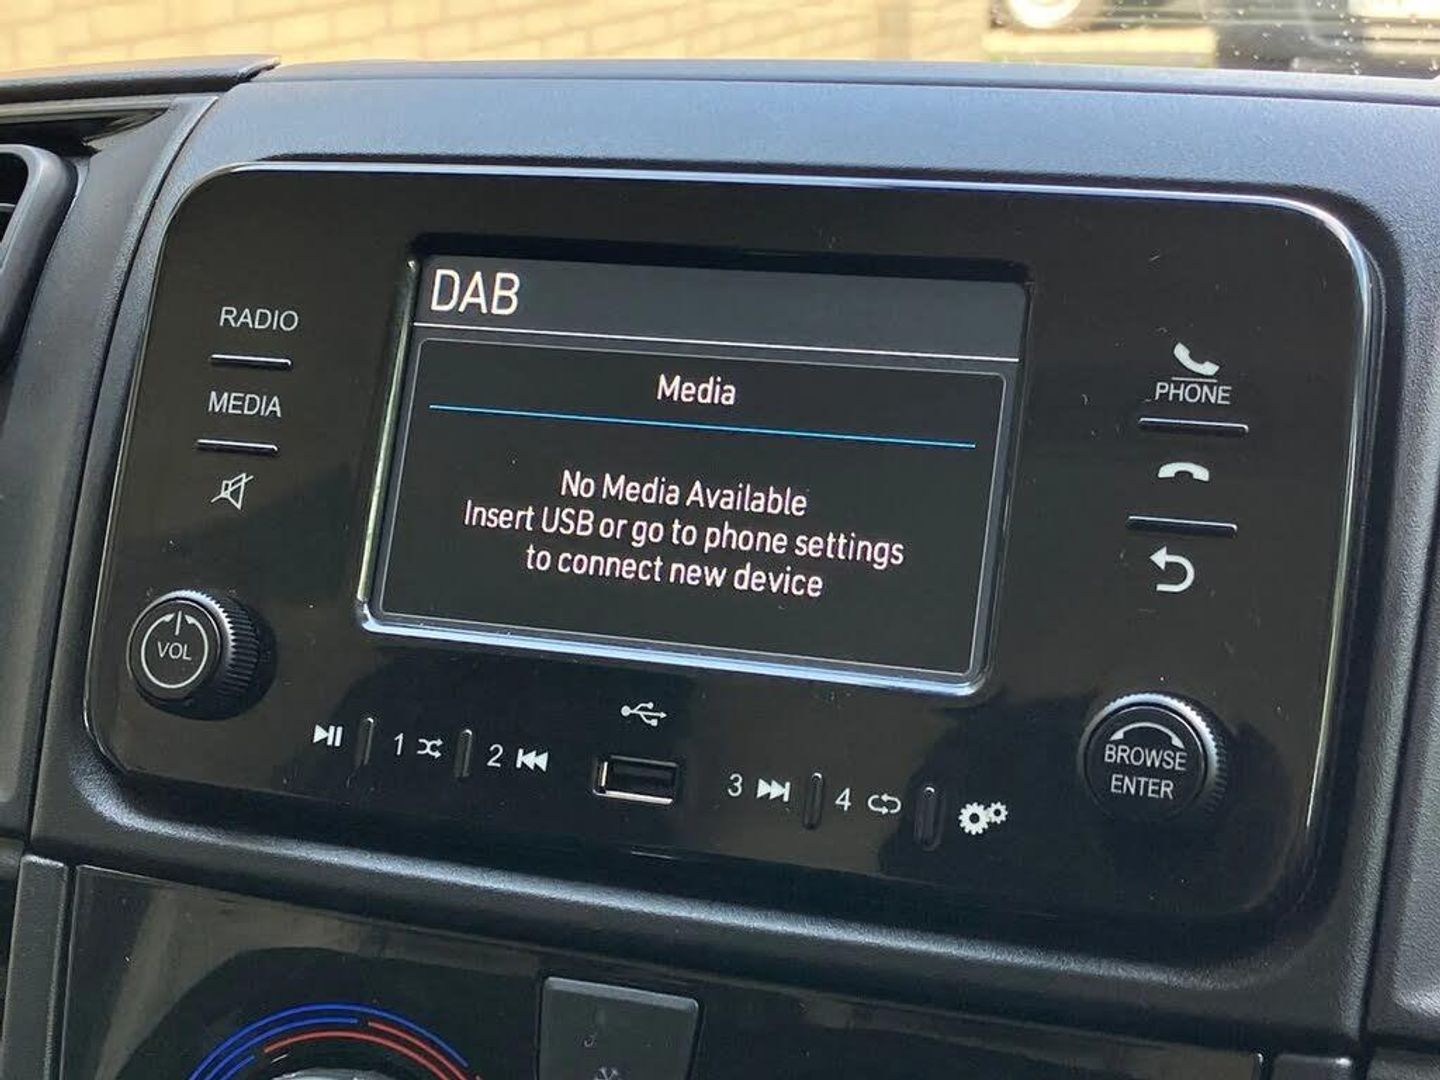 DAB
RADIO
MEDIA
Media
No Media Available
Insert USB or go to phone settings
to connect new device
PHONE
VOL
1
2
3
4
BROWSE
ENTER